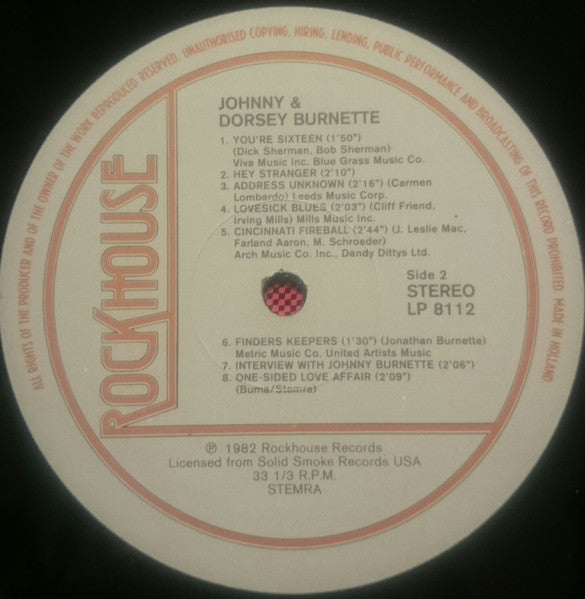 ALL RIGHTS OF THE PRODUCER AND OF THE OWNER OF THE WORK REPRODUCED RESERVED. UNAUTHORISED COPYING, HIRING, LENDING, PUBLIC PERFORMANCE AND BROADCASTING OF THIS RECORD PROHIBITED. MADE IN HOLLAND.
ROCKHOUSE
JOHNNY &
DORSEY BURNETTE
1. YOU'RE SIXTEEN (1'50")
(Dick Sherman, Bob Sherman)
Viva Music Inc. Blue Grass Music Co.
2. HEY STRANGER (2'10")
3. ADDRESS UNKNOWN (2'16") (Carmen
Lombardo) Leeds Music Corp.
4. LOVESICK BLUES (2'03") (Cliff Friend,
Irving Mills) Mills Music Inc.
5. CINCINNATI FIREBALL (2'44") (J. Leslie Mac,
Farland Aaron, M. Schroeder)
Arch Music Co. Inc., Dandy Dittys Ltd.
Side 2
STEREO
LP 8112
6. FINDERS KEEPERS (1'30") (Jonathan Burnette)
Metric Music Co. United Artists Music
7. INTERVIEW WITH JOHNNY BURNETTE (2'06")
8. ONE-SIDED LOVE AFFAIR (2'09")
(Buma/Stemra)
℗ 1982 Rockhouse Records
Licensed from Solid Smoke Records USA
33 1/3 R.P.M.
STEMRA